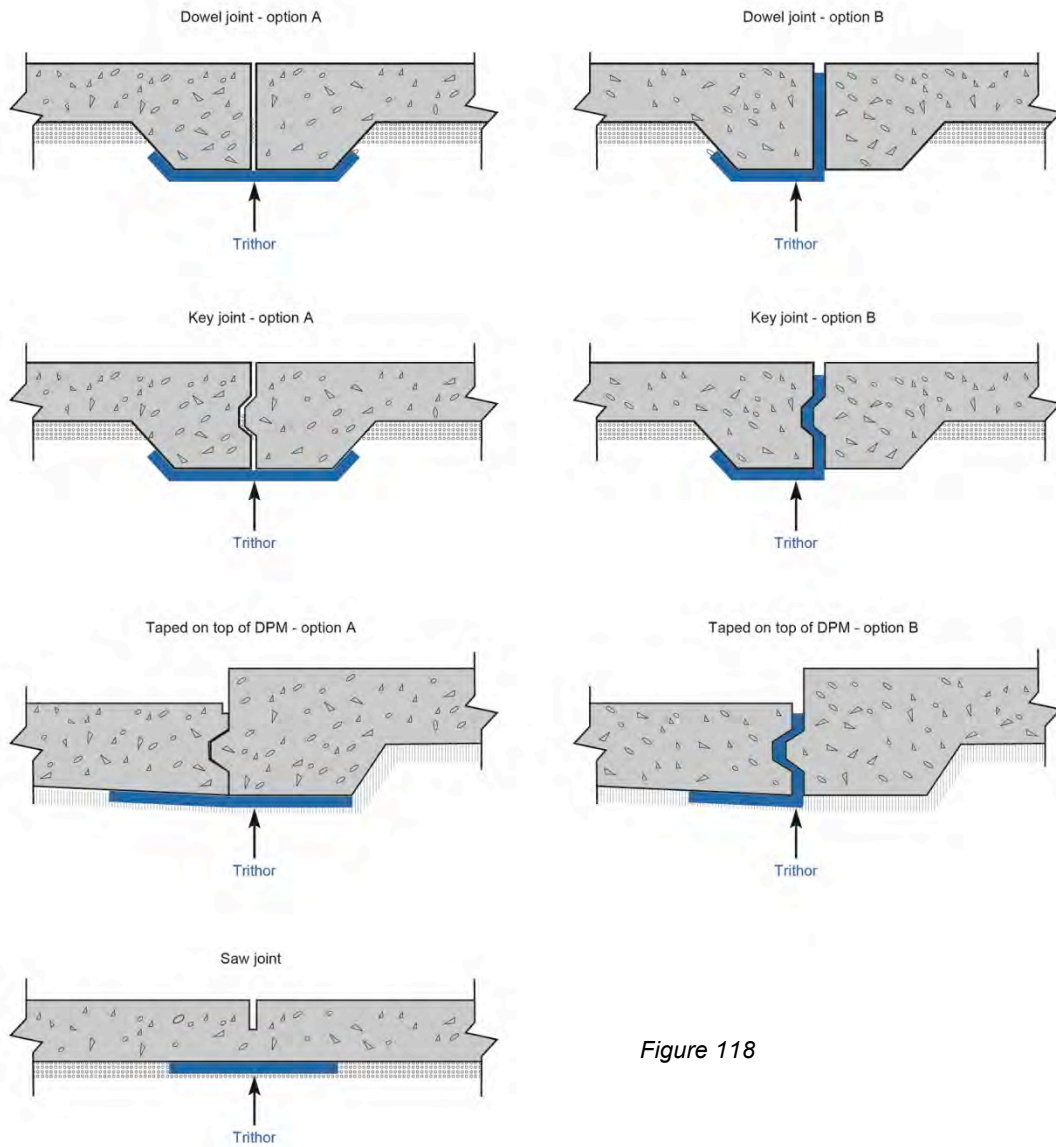 Dowel joint - option A
Dowel joint - option B
Trithor
Trithor
Key joint - option A
Key joint - option B
Trithor
Trithor
Taped on top of DPM - option A
Taped on top of DPM - option B
Trithor
Trithor
Saw joint
Figure 118
Trithor